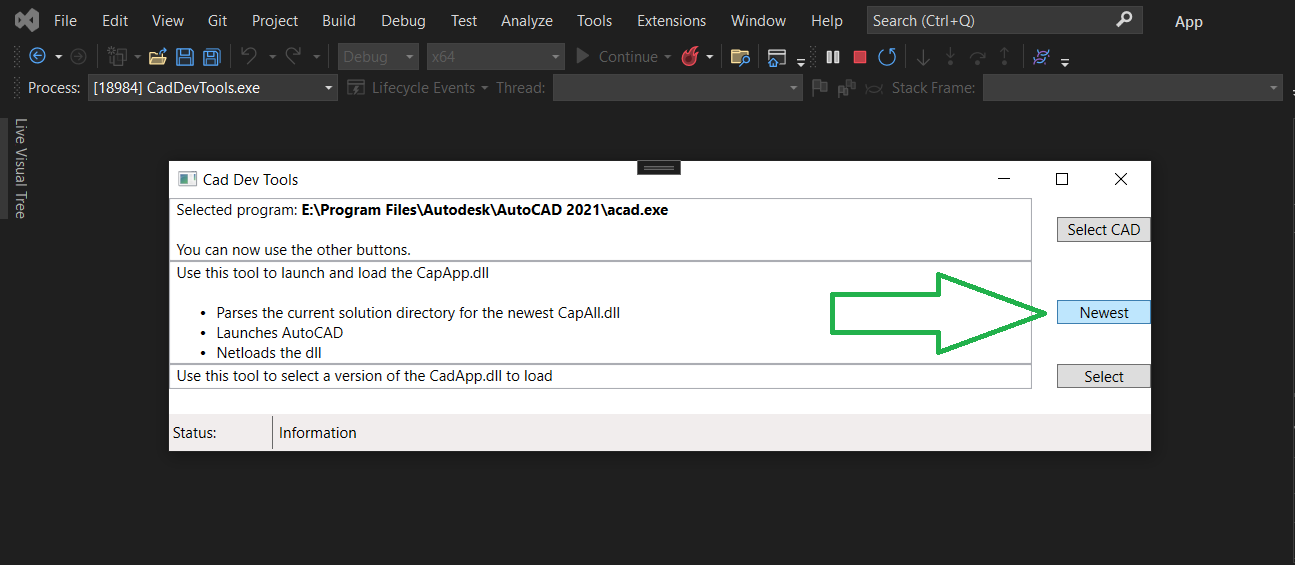 File Edit View Git Project Build Debug Test Analyze Tools Extensions Window Help Search (Ctrl+Q) App
Debug x64 Continue
Process: [18984] CadDevTools.exe Lifecycle Events Thread: Stack Frame:
Live Visual Tree
Cad Dev Tools
Selected program: E:\Program Files\Autodesk\AutoCAD 2021\acad.exe
Select CAD
You can now use the other buttons.
Use this tool to launch and load the CapApp.dll
• Parses the current solution directory for the newest CapAll.dll
Newest
• Launches AutoCAD
• Netloads the dll
Use this tool to select a version of the CadApp.dll to load
Select
Status: Information